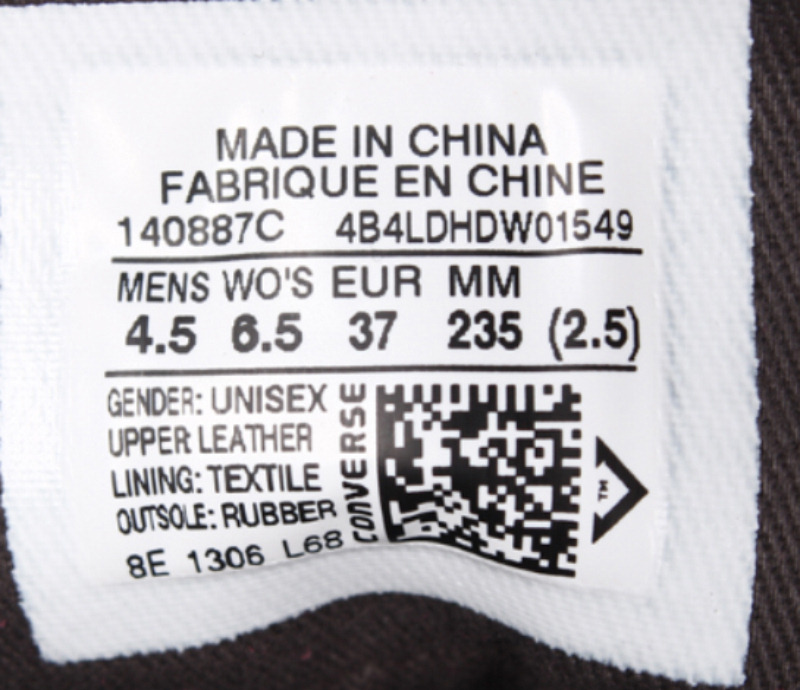 MADE IN CHINA
FABRIQUE EN CHINE
140887C 4B4LDHDW01549
MENS WO'S EUR MM
4.5 6.5 37 235 (2.5)
GENDER: UNISEX
UPPER: LEATHER
LINING: TEXTILE
OUTSOLE: RUBBER
8E 1306 L68
CONVERSE
TM